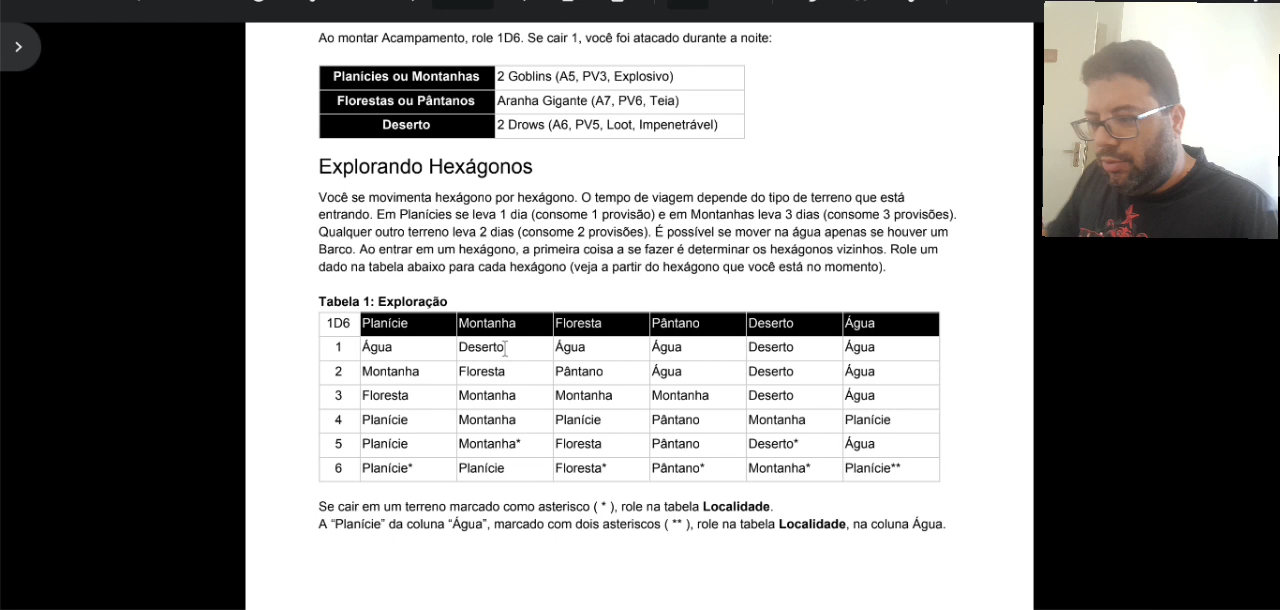 Ao montar Acampamento, role 1D6. Se cair 1, você foi atacado durante a noite:
Planícies ou Montanhas 2 Goblins (A5, PV3, Explosivo)
Florestas ou Pântanos Aranha Gigante (A7, PV6, Teia)
Deserto 2 Drows (A6, PV5, Loot, Impenetrável)
Explorando Hexágonos
Você se movimenta hexágono por hexágono. O tempo de viagem depende do tipo de terreno que está
entrando. Em Planícies se leva 1 dia (consome 1 provisão) e em Montanhas leva 3 dias (consome 3 provisões).
Qualquer outro terreno leva 2 dias (consome 2 provisões). É possível se mover na água apenas se houver um
Barco. Ao entrar em um hexágono, a primeira coisa a se fazer é determinar os hexágonos vizinhos. Role um
dado na tabela abaixo para cada hexágono (veja a partir do hexágono que você está no momento).
Tabela 1: Exploração
1D6 Planície Montanha Floresta Pântano Deserto Água
1 Água Deserto Água Água Deserto Água
2 Montanha Floresta Pântano Água Deserto Água
3 Floresta Montanha Montanha Montanha Deserto Água
4 Planície Montanha Planície Pântano Montanha Planície
5 Planície Montanha* Floresta Pântano Deserto* Água
6 Planície* Planície Floresta* Pântano* Montanha* Planície**
Se cair em um terreno marcado como asterisco ( * ), role na tabela Localidade.
A “Planície” da coluna “Água”, marcado com dois asteriscos ( ** ), role na tabela Localidade, na coluna Água.